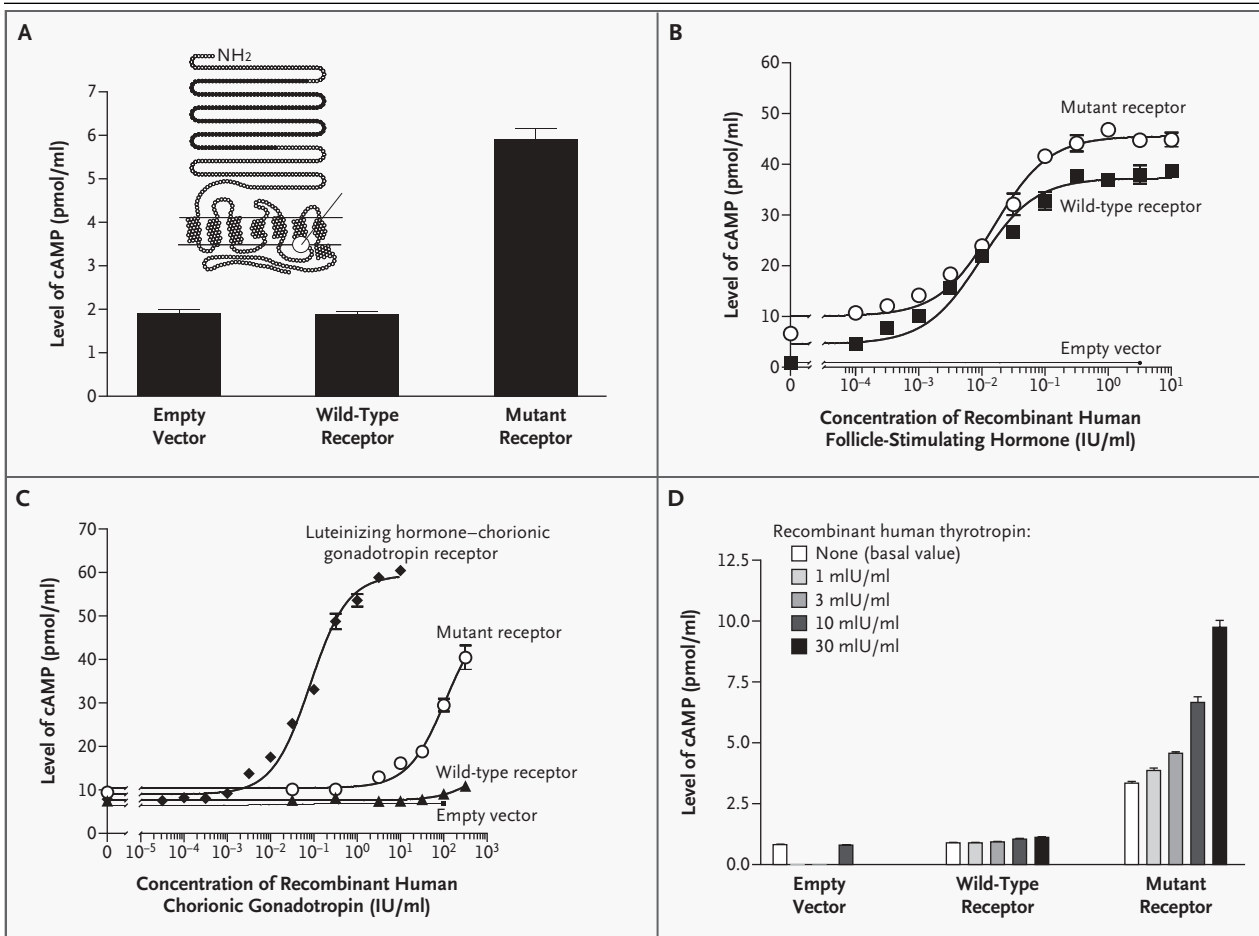 A
NH2
7
6
5
4
3
2
1
0
Level of cAMP (pmol/ml)
Empty
Vector
Wild-Type
Receptor
Mutant
Receptor
B
60
50
40
30
20
10
0
Level of cAMP (pmol/ml)
Mutant receptor
Wild-type receptor
Empty vector
0 10⁻⁴ 10⁻³ 10⁻² 10⁻¹ 10⁰ 10¹
Concentration of Recombinant Human
Follicle-Stimulating Hormone (IU/ml)
C
70
60
50
40
30
20
10
0
Level of cAMP (pmol/ml)
Luteinizing hormone–chorionic
gonadotropin receptor
Mutant receptor
Wild-type receptor
Empty vector
0 10⁻⁵ 10⁻⁴ 10⁻³ 10⁻² 10⁻¹ 10⁰ 10¹ 10² 10³
Concentration of Recombinant Human
Chorionic Gonadotropin (IU/ml)
D
Recombinant human thyrotropin:
None (basal value)
1 mIU/ml
3 mIU/ml
10 mIU/ml
30 mIU/ml
12.5
10.0
7.5
5.0
2.5
0.0
Level of cAMP (pmol/ml)
Empty
Vector
Wild-Type
Receptor
Mutant
Receptor